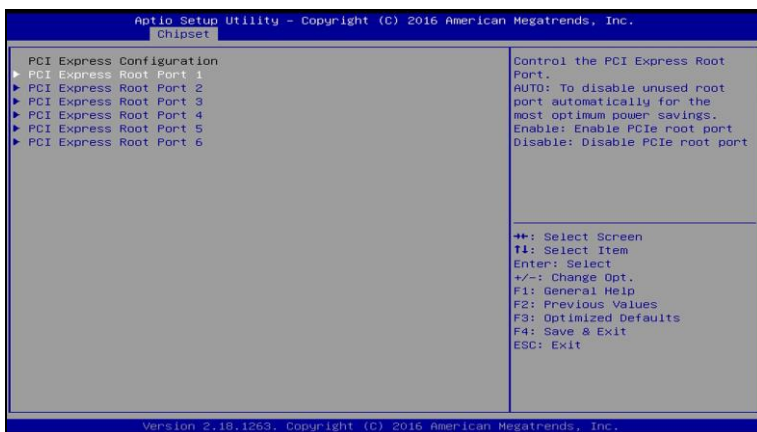 Aptio Setup Utility – Copyright (C) 2016 American Megatrends, Inc.
Chipset
PCI Express Configuration
► PCI Express Root Port 1
► PCI Express Root Port 2
► PCI Express Root Port 3
► PCI Express Root Port 4
► PCI Express Root Port 5
► PCI Express Root Port 6
Control the PCI Express Root
Port.
AUTO: To disable unused root
port automatically for the
most optimum power savings.
Enable: Enable PCIe root port
Disable: Disable PCIe root port
→←: Select Screen
↑↓: Select Item
Enter: Select
+/-: Change Opt.
F1: General Help
F2: Previous Values
F3: Optimized Defaults
F4: Save & Exit
ESC: Exit
Version 2.18.1263. Copyright (C) 2016 American Megatrends, Inc.